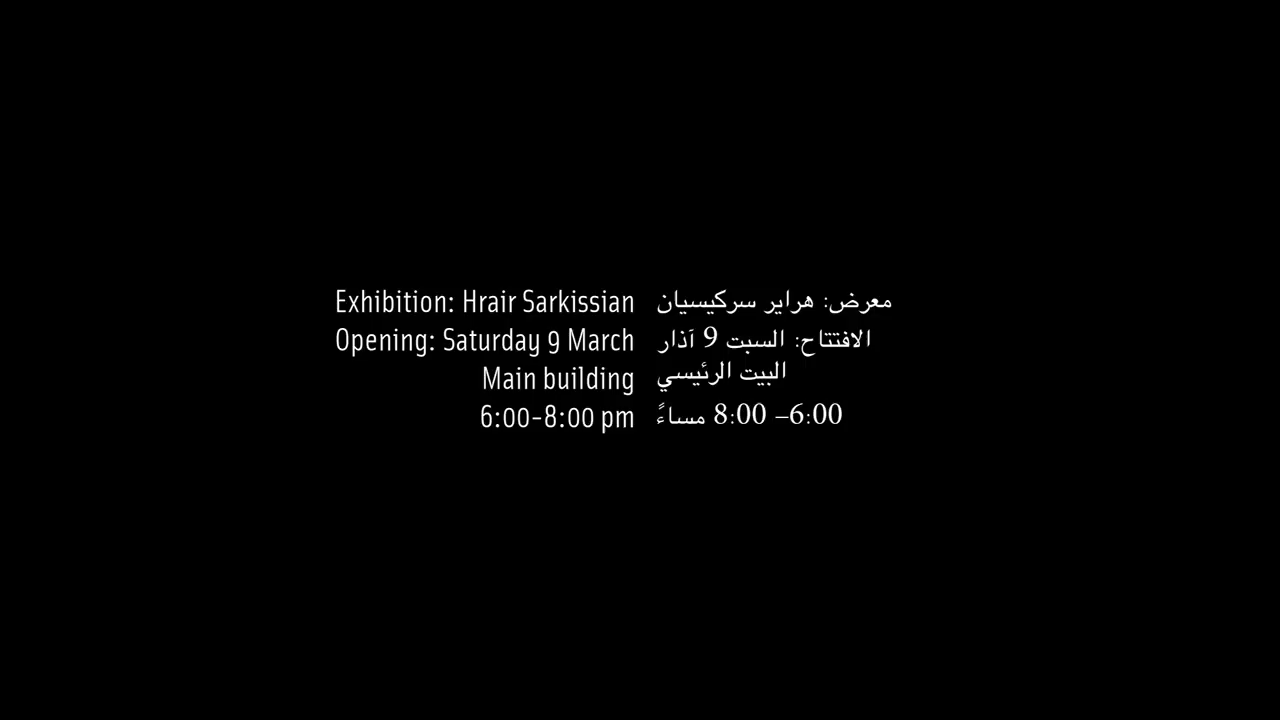 Exhibition: Hrair Sarkissian
Opening: Saturday 9 March
Main building
6:00-8:00 pm
معرض: هراير سركيسيان
الافتتاح: السبت 9 آذار
البيت الرئيسي
6:00– 8:00 مساءً